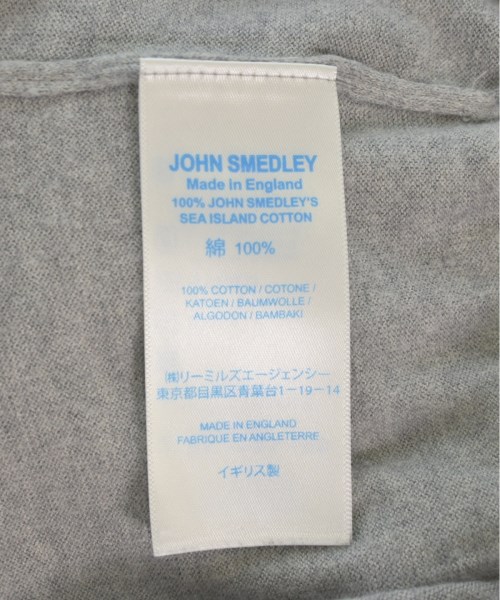 JOHN SMEDLEY
Made in England
100% JOHN SMEDLEY'S
SEA ISLAND COTTON
綿 100%
100% COTTON / COTONE /
KATOEN / BAUMWOLLE /
ALGODON / BAMBAKI
㈱リーミルズエージェンシー
東京都目黒区青葉台1－19－14
MADE IN ENGLAND
FABRIQUE EN ANGLETERRE
イギリス製